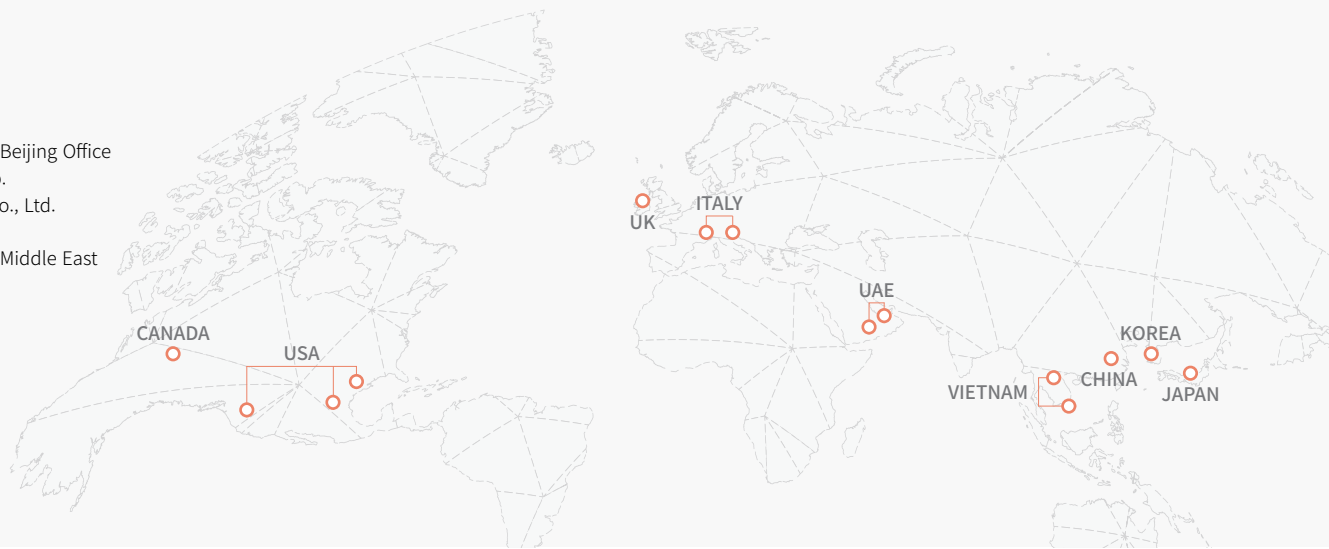 Beijing Office
o., Ltd.
Middle East
ITALY
UK
UAE
CANADA
USA
KOREA
CHINA
VIETNAM
JAPAN